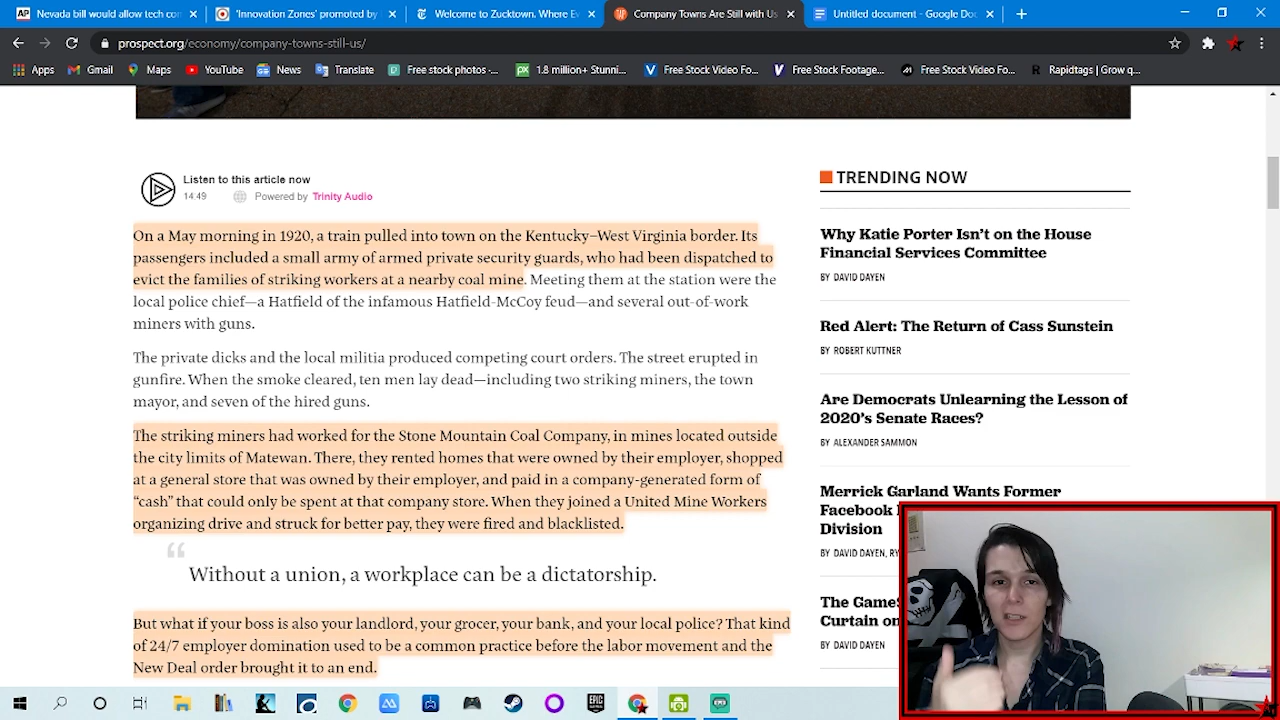 AP Nevada bill would allow tech con
'Innovation Zones' promoted by
Welcome to Zucktown. Where Ev
TAP Company Towns Are Still with Us
Untitled document - Google Doc
prospect.org/economy/company-towns-still-us/
Apps
Gmail
Maps
YouTube
News
Translate
Free stock photos -...
1.8 million+ Stunni...
Free Stock Video Fo...
Free Stock Footage...
Free Stock Video Fo...
Rapidtags | Grow q...
Listen to this article now
14:49 Powered by Trinity Audio
On a May morning in 1920, a train pulled into town on the Kentucky–West Virginia border. Its
passengers included a small army of armed private security guards, who had been dispatched to
evict the families of striking workers at a nearby coal mine. Meeting them at the station were the
local police chief—a Hatfield of the infamous Hatfield-McCoy feud—and several out-of-work
miners with guns.
The private dicks and the local militia produced competing court orders. The street erupted in
gunfire. When the smoke cleared, ten men lay dead—including two striking miners, the town
mayor, and seven of the hired guns.
The striking miners had worked for the Stone Mountain Coal Company, in mines located outside
the city limits of Matewan. There, they rented homes that were owned by their employer, shopped
at a general store that was owned by their employer, and paid in a company-generated form of
“cash” that could only be spent at that company store. When they joined a United Mine Workers
organizing drive and struck for better pay, they were fired and blacklisted.
“
Without a union, a workplace can be a dictatorship.
But what if your boss is also your landlord, your grocer, your bank, and your local police? That kind
of 24/7 employer domination used to be a common practice before the labor movement and the
New Deal order brought it to an end.
TRENDING NOW
Why Katie Porter Isn’t on the House
Financial Services Committee
BY DAVID DAYEN
Red Alert: The Return of Cass Sunstein
BY ROBERT KUTTNER
Are Democrats Unlearning the Lesson of
2020’s Senate Races?
BY ALEXANDER SAMMON
Merrick Garland Wants Former
Facebook
Division
BY DAVID DAYEN,
The
Curtain on
BY DAVID DAYEN
EPIC
GAMES